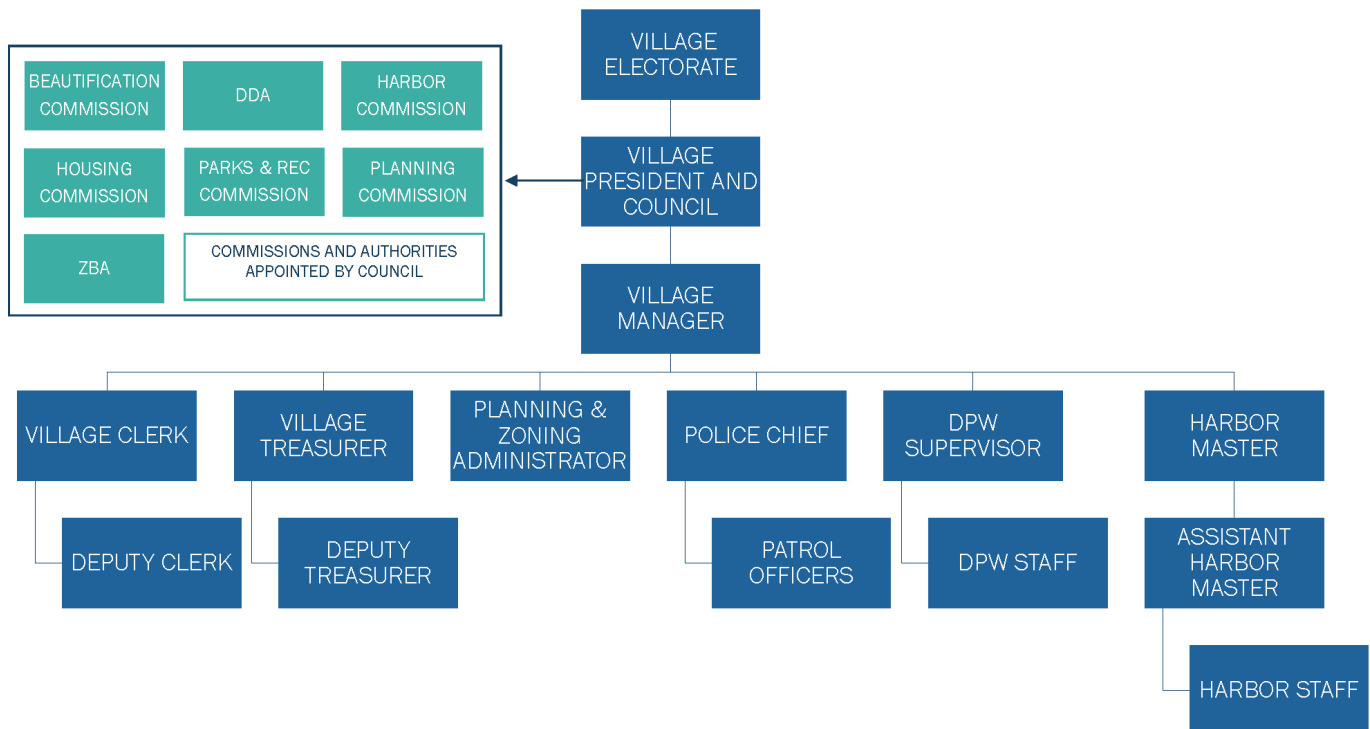 VILLAGE
ELECTORATE
BEAUTIFICATION
COMMISSION
DDA
HARBOR
COMMISSION
HOUSING
COMMISSION
PARKS & REC
COMMISSION
PLANNING
COMMISSION
ZBA
COMMISSIONS AND AUTHORITIES
APPOINTED BY COUNCIL
VILLAGE
PRESIDENT AND
COUNCIL
VILLAGE
MANAGER
VILLAGE CLERK
VILLAGE
TREASURER
PLANNING &
ZONING
ADMINISTRATOR
POLICE CHIEF
DPW
SUPERVISOR
HARBOR
MASTER
DEPUTY CLERK
DEPUTY
TREASURER
PATROL
OFFICERS
DPW STAFF
ASSISTANT
HARBOR
MASTER
HARBOR STAFF